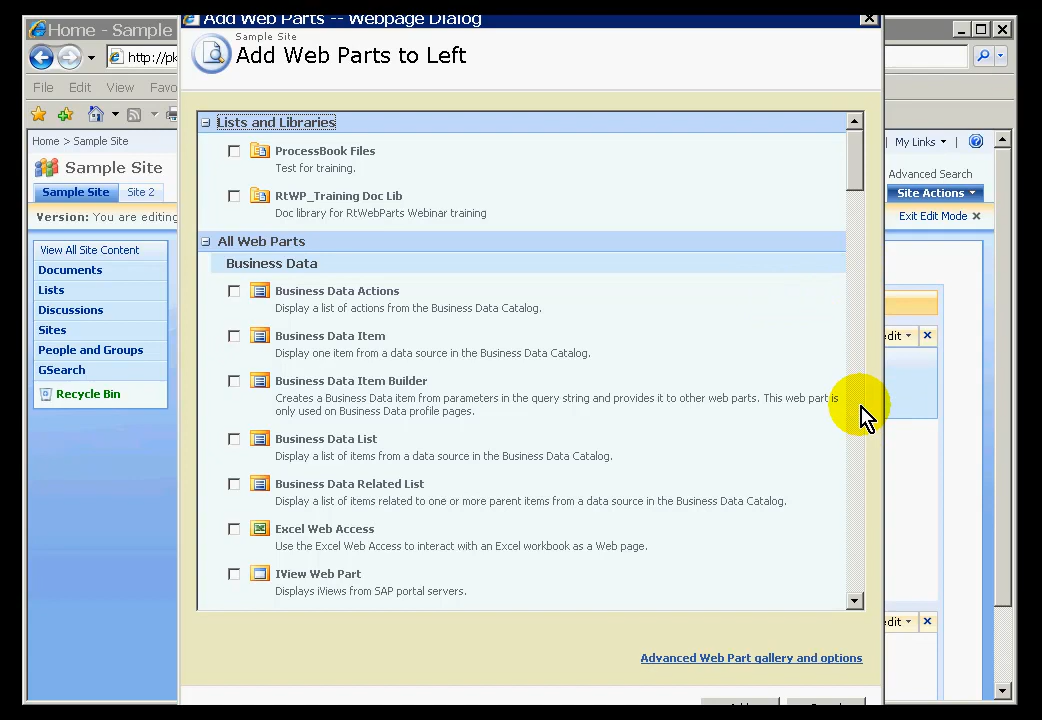 Add Web Parts -- Webpage Dialog
Home - Sample
Sample Site
Add Web Parts to Left
http://pk
File Edit View Favo
Home > Sample Site
My Links
Sample Site
Advanced Search
Sample Site Site 2
Site Actions
Version: You are editing
Exit Edit Mode
View All Site Content
Documents
Lists
Discussions
Sites
People and Groups
GSearch
Recycle Bin
Lists and Libraries
ProcessBook Files
Test for training.
RtWP_Training Doc Lib
Doc library for RtWebParts Webinar training
All Web Parts
Business Data
Business Data Actions
Display a list of actions from the Business Data Catalog.
Business Data Item
Display one item from a data source in the Business Data Catalog.
Business Data Item Builder
Creates a Business Data item from parameters in the query string and provides it to other web parts. This web part is
only used on Business Data profile pages.
Business Data List
Display a list of items from a data source in the Business Data Catalog.
Business Data Related List
Display a list of items related to one or more parent items from a data source in the Business Data Catalog.
Excel Web Access
Use the Excel Web Access to interact with an Excel workbook as a Web page.
IView Web Part
Displays iViews from SAP portal servers.
edit
edit
Advanced Web Part gallery and options